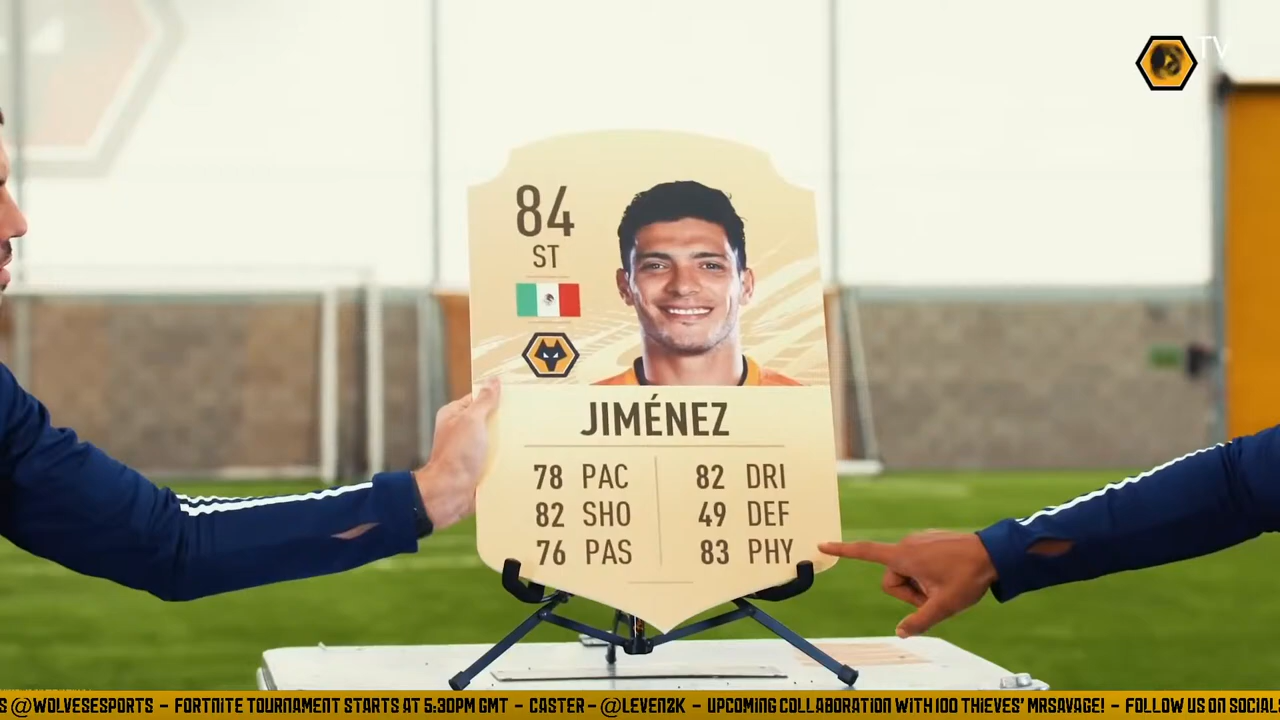 TV
84
ST
JIMÉNEZ
78 PAC
82 DRI
82 SHO
49 DEF
76 PAS
83 PHY
S @WOLVESESPORTS – FORTNITE TOURNAMENT STARTS AT 5:30PM GMT – CASTER – @LEVEN2K – UPCOMING COLLABORATION WITH 100 THIEVES' MRSAVAGE! – FOLLOW US ON SOCIAL